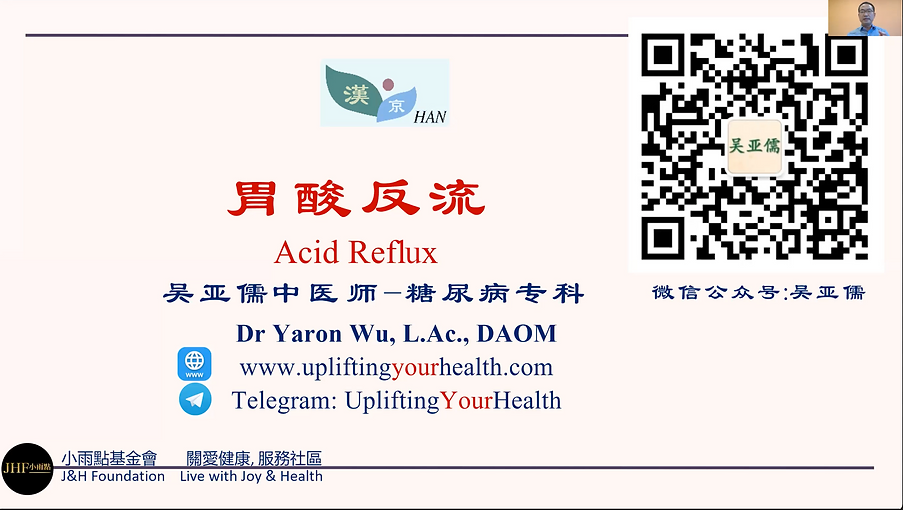 漢
京
HAN
吴亚儒
胃酸反流
Acid Reflux
吴亚儒中医师-糖尿病专科
微信公众号:吴亚儒
Dr Yaron Wu, L.Ac., DAOM
www
www.upliftingyourhealth.com
Telegram: UpliftingYourHealth
JHF小雨點
小雨點基金會 關愛健康, 服務社區
J&H Foundation Live with Joy & Health